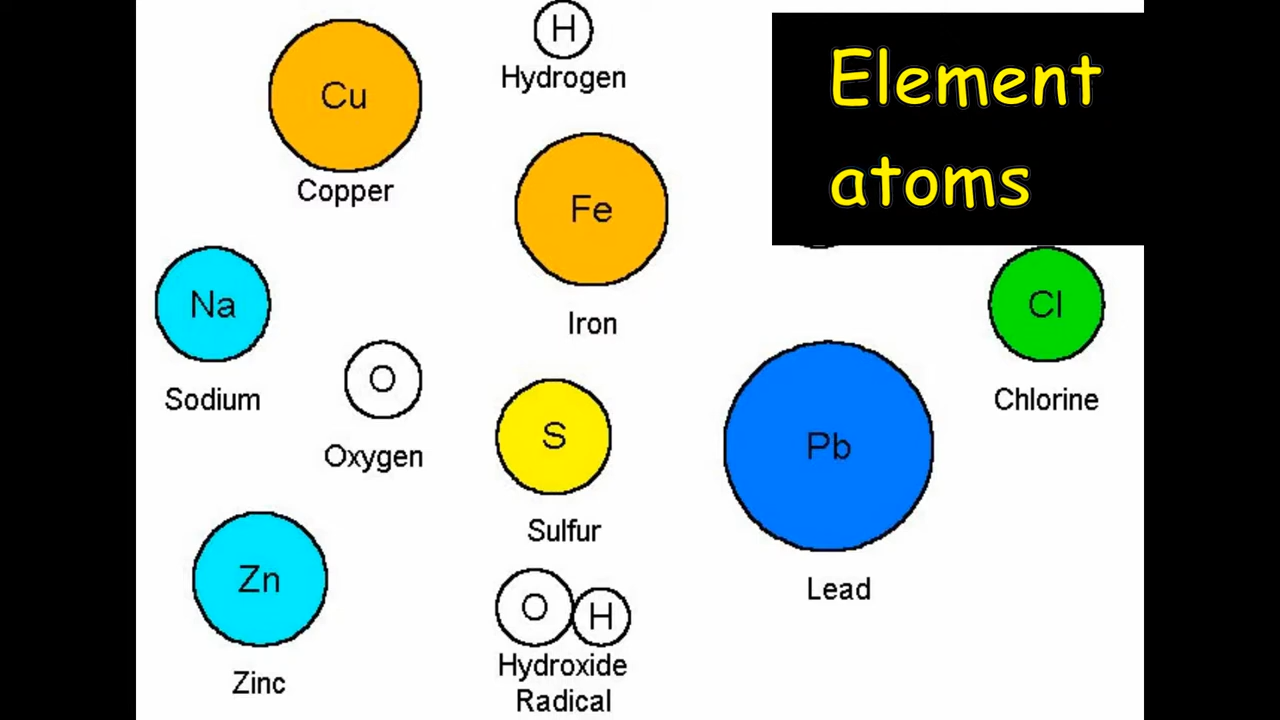 Cu
Copper
H
Hydrogen
Element
atoms
Fe
Iron
Na
Sodium
O
Oxygen
S
Sulfur
Pb
Lead
Cl
Chlorine
Zn
Zinc
O H
Hydroxide
Radical